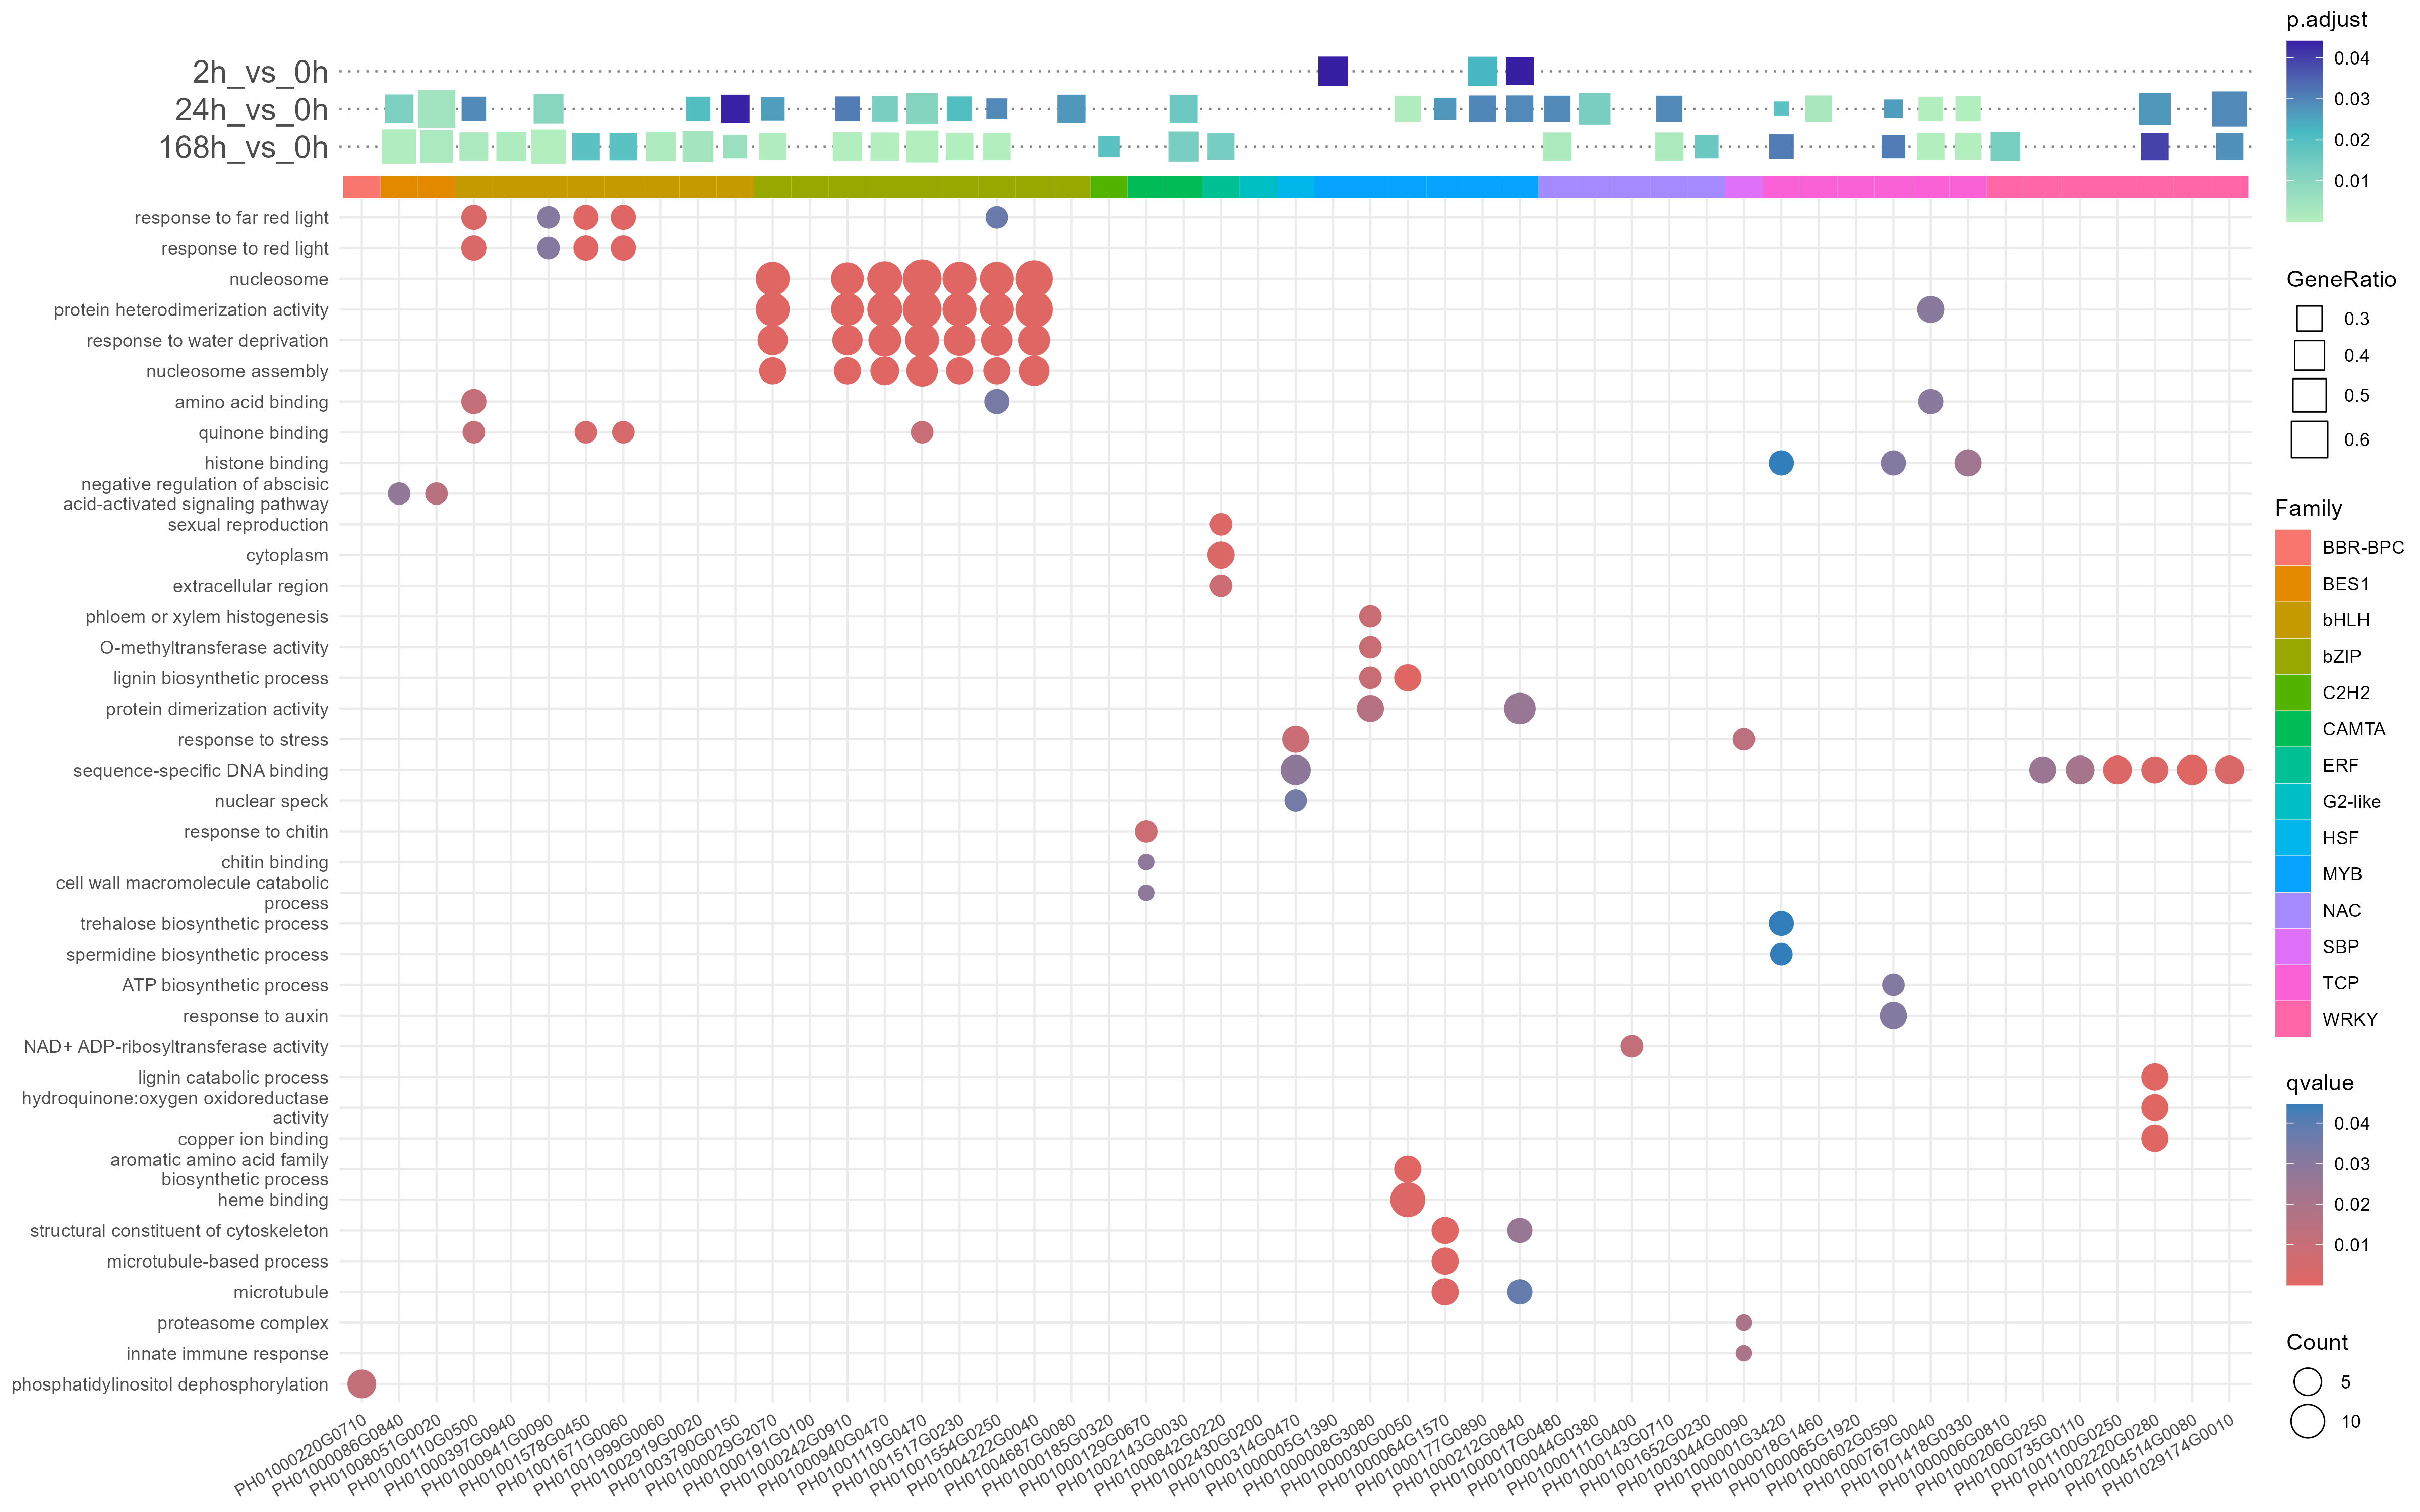 2h_vs_0h
24h_vs_0h
168h_vs_0h
response to far red light
response to red light
nucleosome
protein heterodimerization activity
response to water deprivation
nucleosome assembly
amino acid binding
quinone binding
histone binding
negative regulation of abscisic
acid-activated signaling pathway
sexual reproduction
cytoplasm
extracellular region
phloem or xylem histogenesis
O-methyltransferase activity
lignin biosynthetic process
protein dimerization activity
response to stress
sequence-specific DNA binding
nuclear speck
response to chitin
chitin binding
cell wall macromolecule catabolic
process
trehalose biosynthetic process
spermidine biosynthetic process
ATP biosynthetic process
response to auxin
NAD+ ADP-ribosyltransferase activity
lignin catabolic process
hydroquinone:oxygen oxidoreductase
activity
copper ion binding
aromatic amino acid family
biosynthetic process
heme binding
structural constituent of cytoskeleton
microtubule-based process
microtubule
proteasome complex
innate immune response
phosphatidylinositol dephosphorylation
PH01000220G0710
PH01000086G0840
PH01008051G0020
PH01000110G0500
PH01000397G0940
PH01000941G0090
PH01001578G0450
PH01001671G0060
PH01001999G0060
PH01002919G0020
PH01003790G0150
PH01000029G2070
PH01000191G0100
PH01000242G0910
PH01000940G0470
PH01001119G0470
PH01001517G0230
PH01001554G0250
PH01004222G0040
PH01004687G0080
PH01000185G0320
PH01000129G0670
PH01002143G0030
PH01000842G0220
PH01002430G0200
PH01000314G0470
PH01000005G1390
PH01000008G3080
PH01000030G0050
PH01000064G1570
PH01000177G0890
PH01000212G0840
PH01000017G0480
PH01000044G0380
PH01000111G0400
PH01000143G0710
PH01001652G0230
PH01003044G0090
PH01000001G3420
PH01000018G1460
PH01000065G1920
PH01000062G0590
PH01000767G0040
PH01001418G0330
PH01000006G0810
PH01000206G0250
PH01000735G0110
PH01001100G0250
PH01002220G0280
PH01004514G0080
PH01029174G0010
p.adjust
0.04
0.03
0.02
0.01
GeneRatio
0.3
0.4
0.5
0.6
Family
BBR-BPC
BES1
bHLH
bZIP
C2H2
CAMTA
ERF
G2-like
HSF
MYB
NAC
SBP
TCP
WRKY
qvalue
0.04
0.03
0.02
0.01
Count
5
10